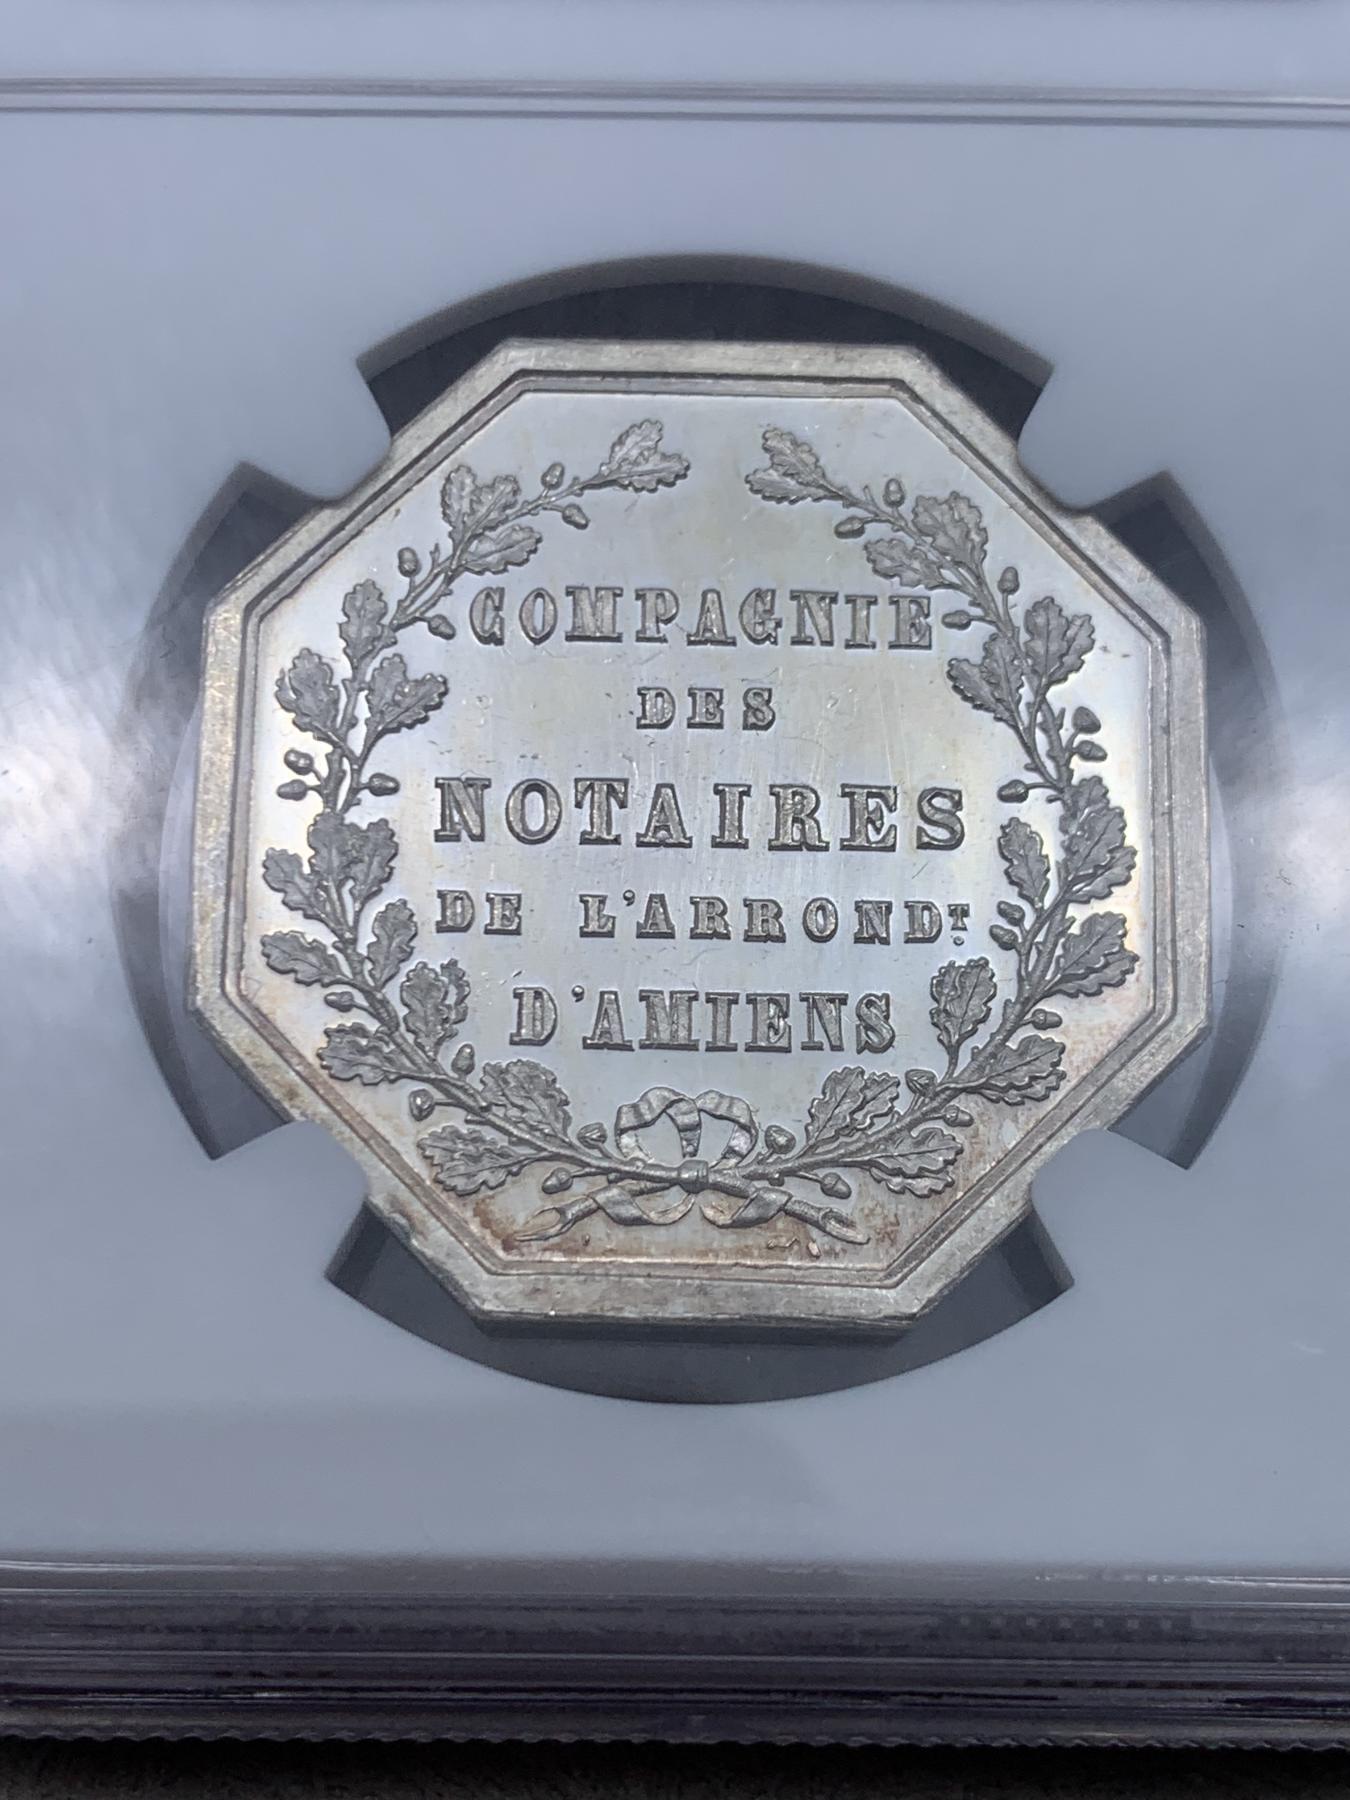 COMPAGNIE
DES
NOTAIRES
DE L'ARRONDT.
D'AMIENS